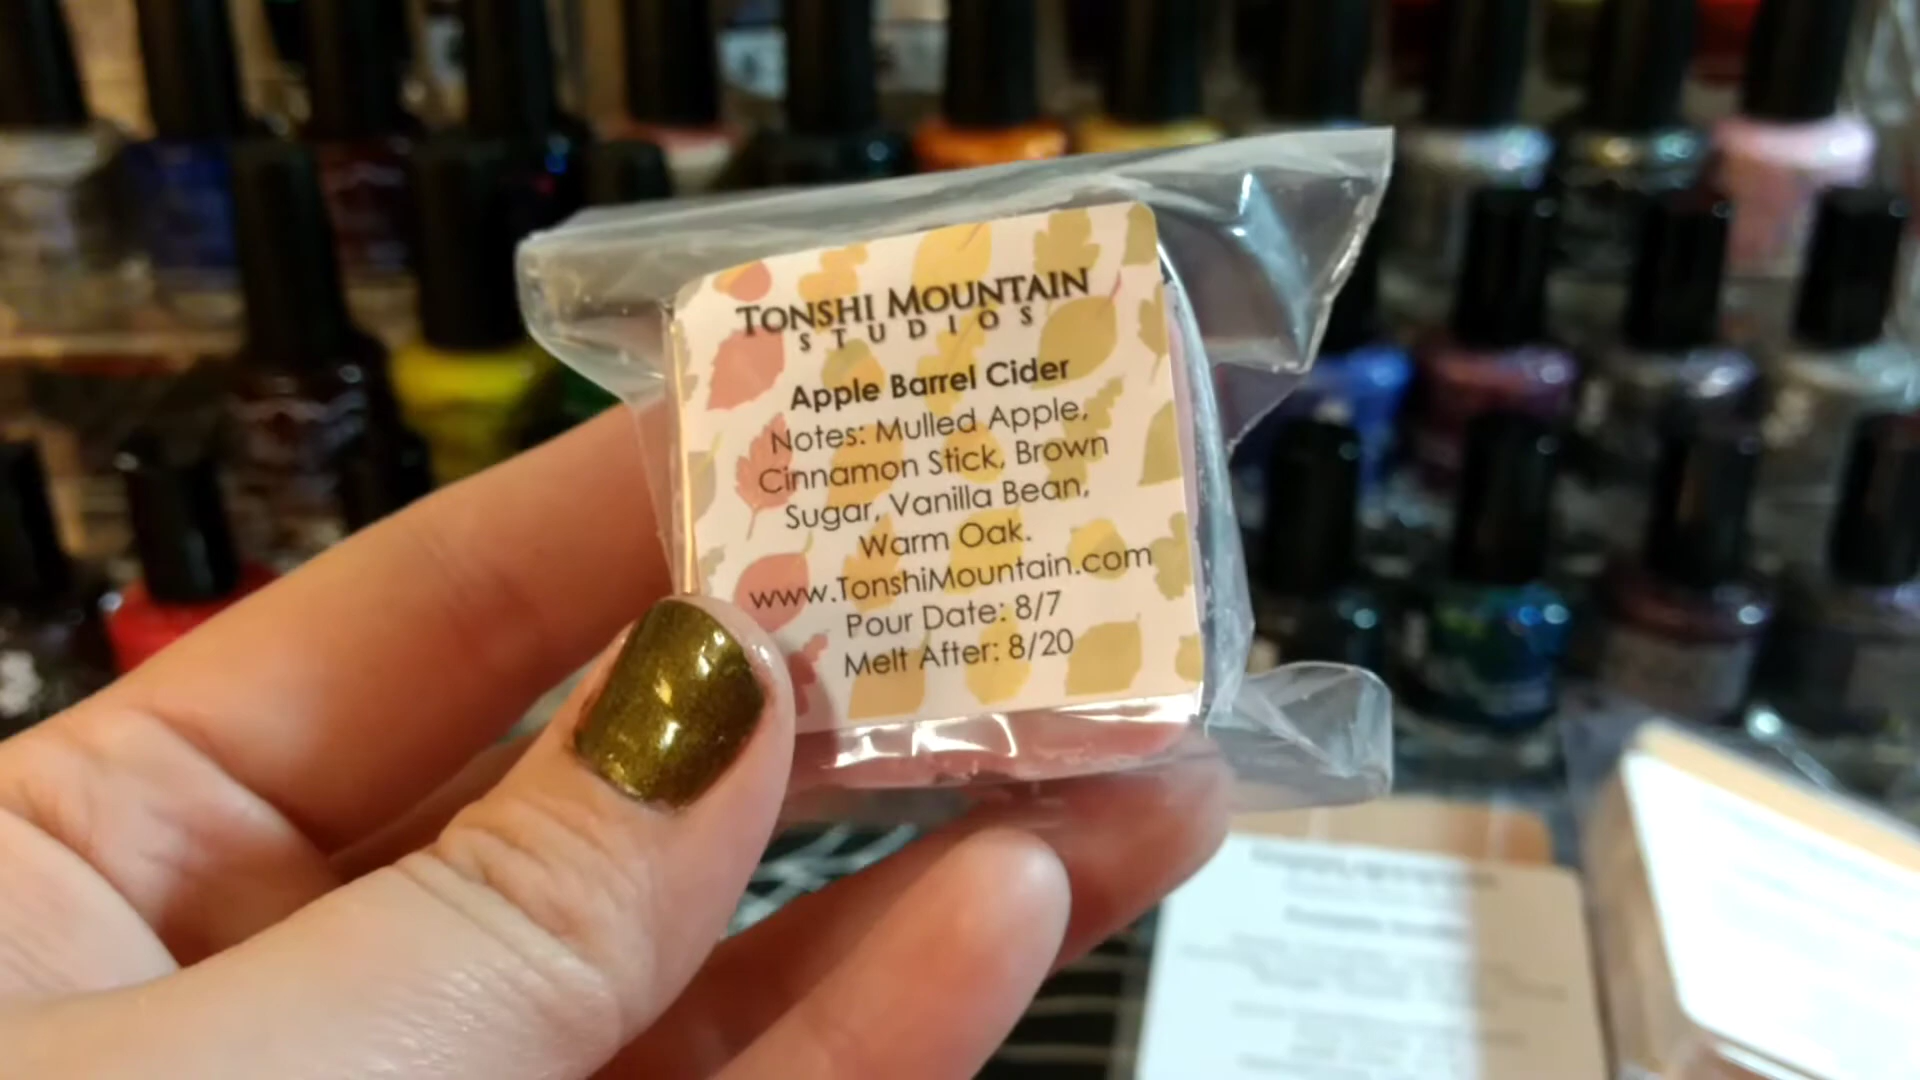 TONSHI MOUNTAIN
STUDIOS
Apple Barrel Cider
Notes: Mulled Apple,
Cinnamon Stick, Brown
Sugar, Vanilla Bean,
Warm Oak.
www.TonshiMountain.com
Pour Date: 8/7
Melt After: 8/20